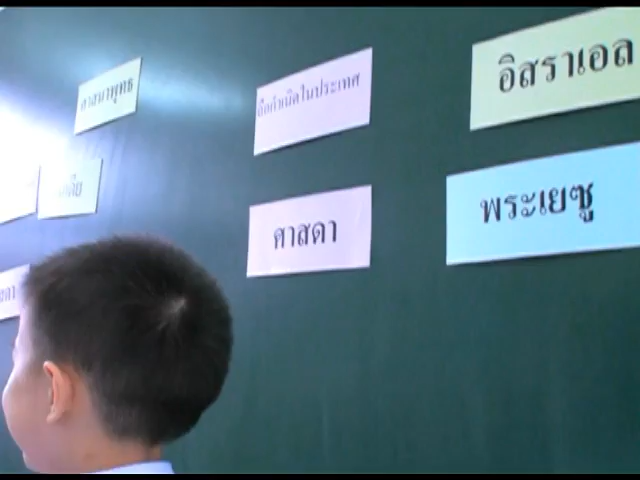 ศาสนาพุทธ
ถือกำเนิดในประเทศ
อิสราเอล
ศาสดา
พระเยซู